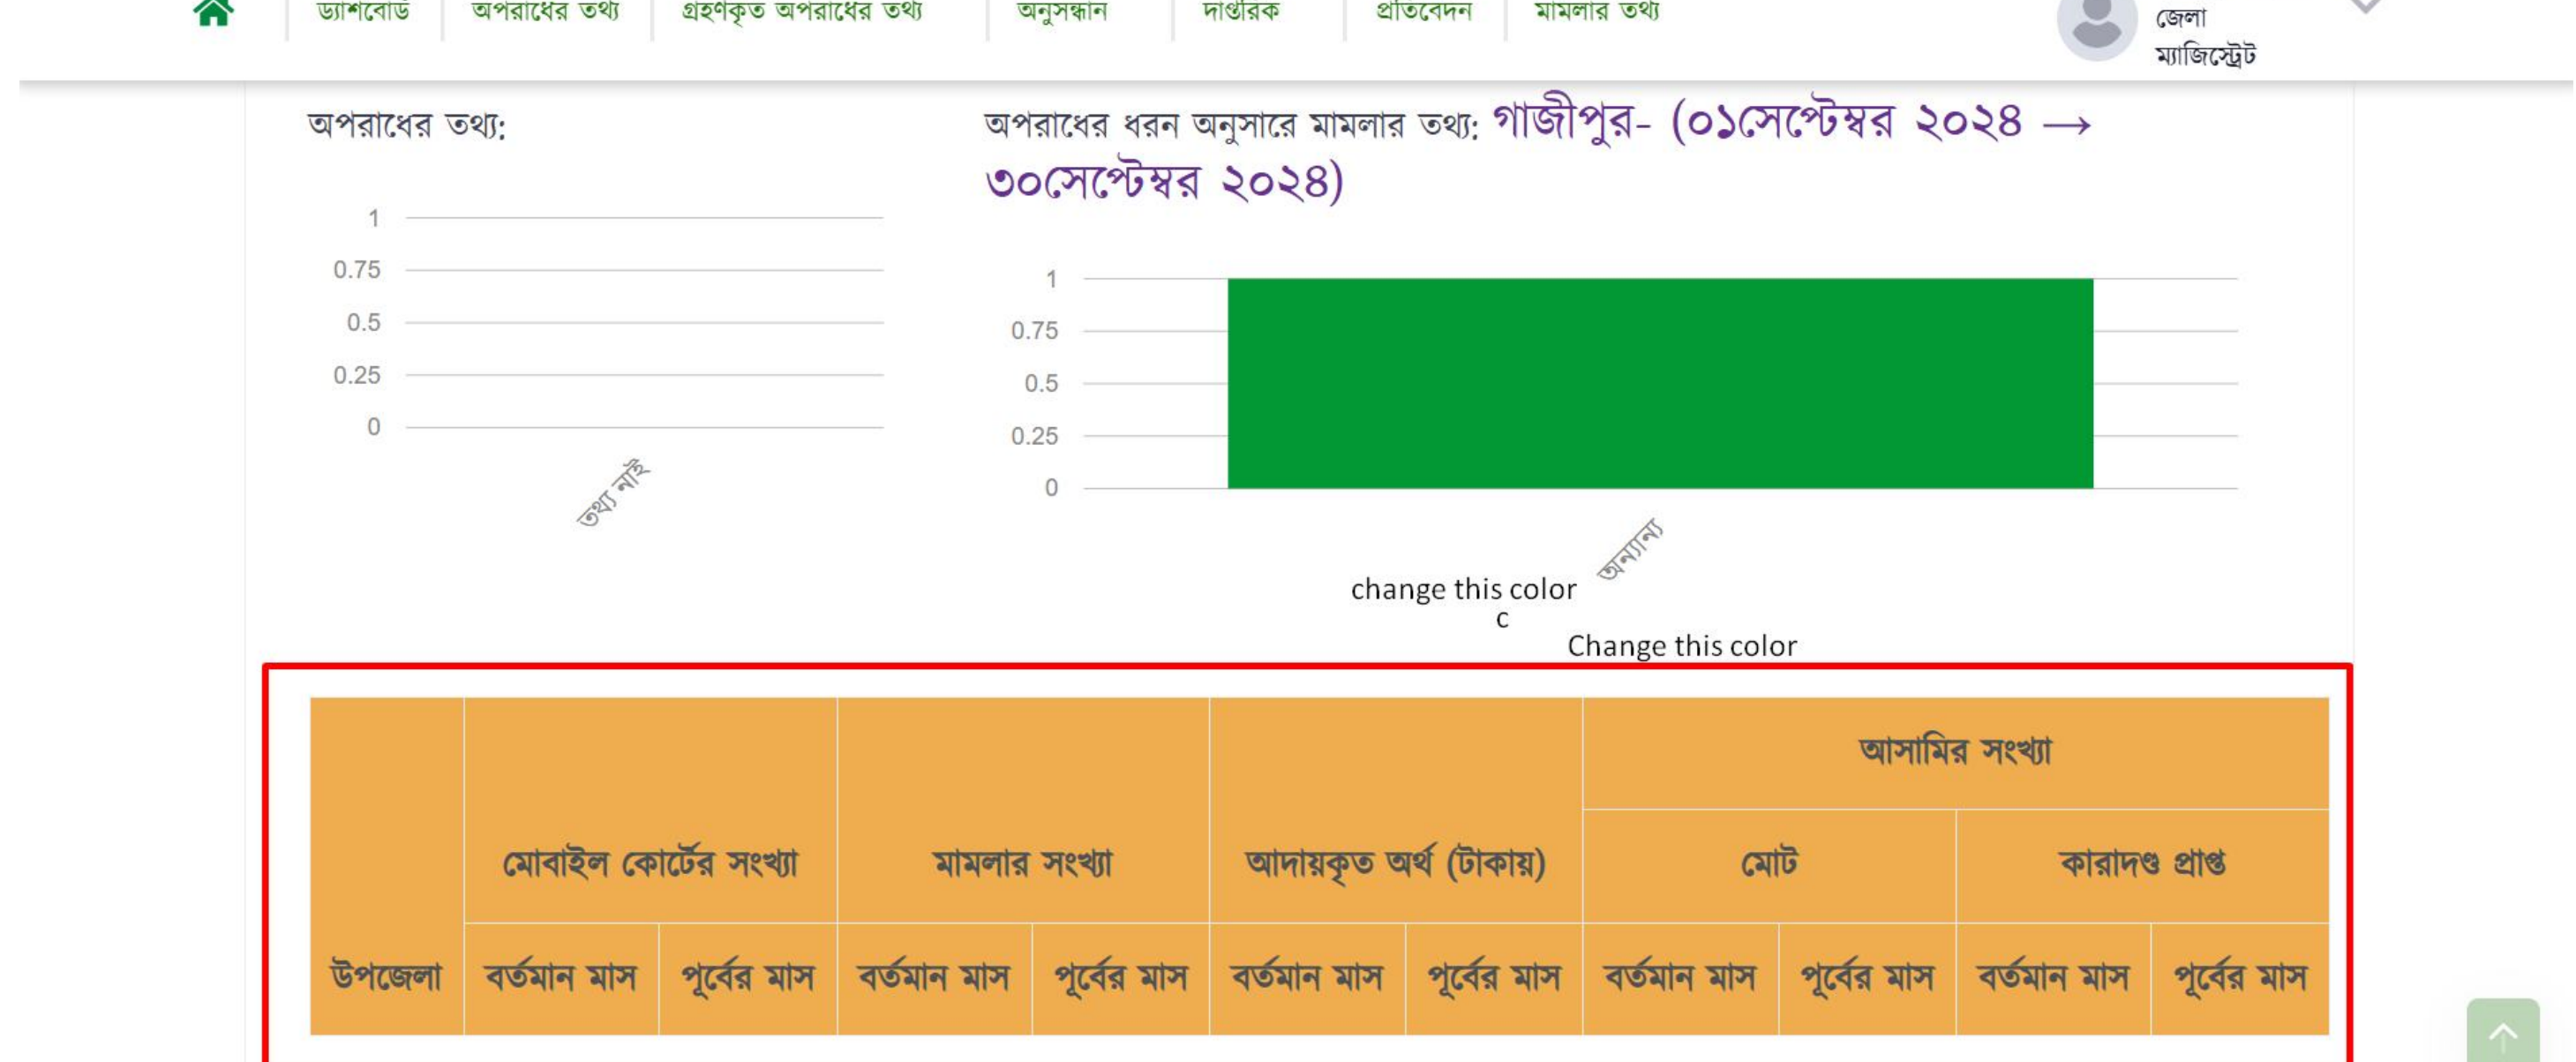 ড্যাশবোর্ড অপরাধের তথ্য গ্রহণকৃত অপরাধের তথ্য অনুসন্ধান দাপ্তরিক প্রতিবেদন মামলার তথ্য
জেলা
ম্যাজিস্ট্রেট
অপরাধের তথ্য:
1
0.75
0.5
0.25
0
তথ্য নাই
অপরাধের ধরন অনুসারে মামলার তথ্য: গাজীপুর- (০১সেপ্টেম্বর ২০২৪ →
৩০সেপ্টেম্বর ২০২৪)
1
0.75
0.5
0.25
0
অন্যান্য
change this color
c
Change this color
আসামির সংখ্যা
মোবাইল কোর্টের সংখ্যা মামলার সংখ্যা আদায়কৃত অর্থ (টাকায়) মোট কারাদণ্ড প্রাপ্ত
উপজেলা বর্তমান মাস পূর্বের মাস বর্তমান মাস পূর্বের মাস বর্তমান মাস পূর্বের মাস বর্তমান মাস পূর্বের মাস বর্তমান মাস পূর্বের মাস